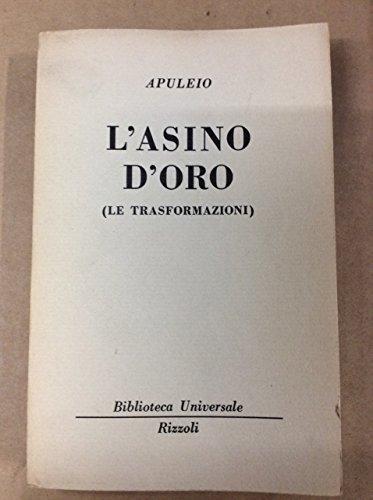 APULEIO
L'ASINO
D'ORO
(LE TRASFORMAZIONI)
Biblioteca Universale
Rizzoli